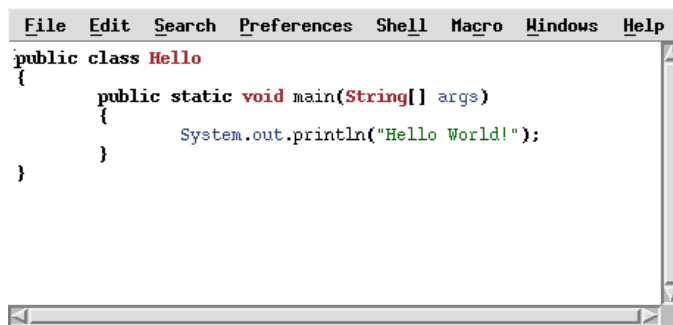 File Edit Search Preferences Shell Macro Windows Help
public class Hello
{
        public static void main(String[] args)
        {
                System.out.println("Hello World!");
        }
}